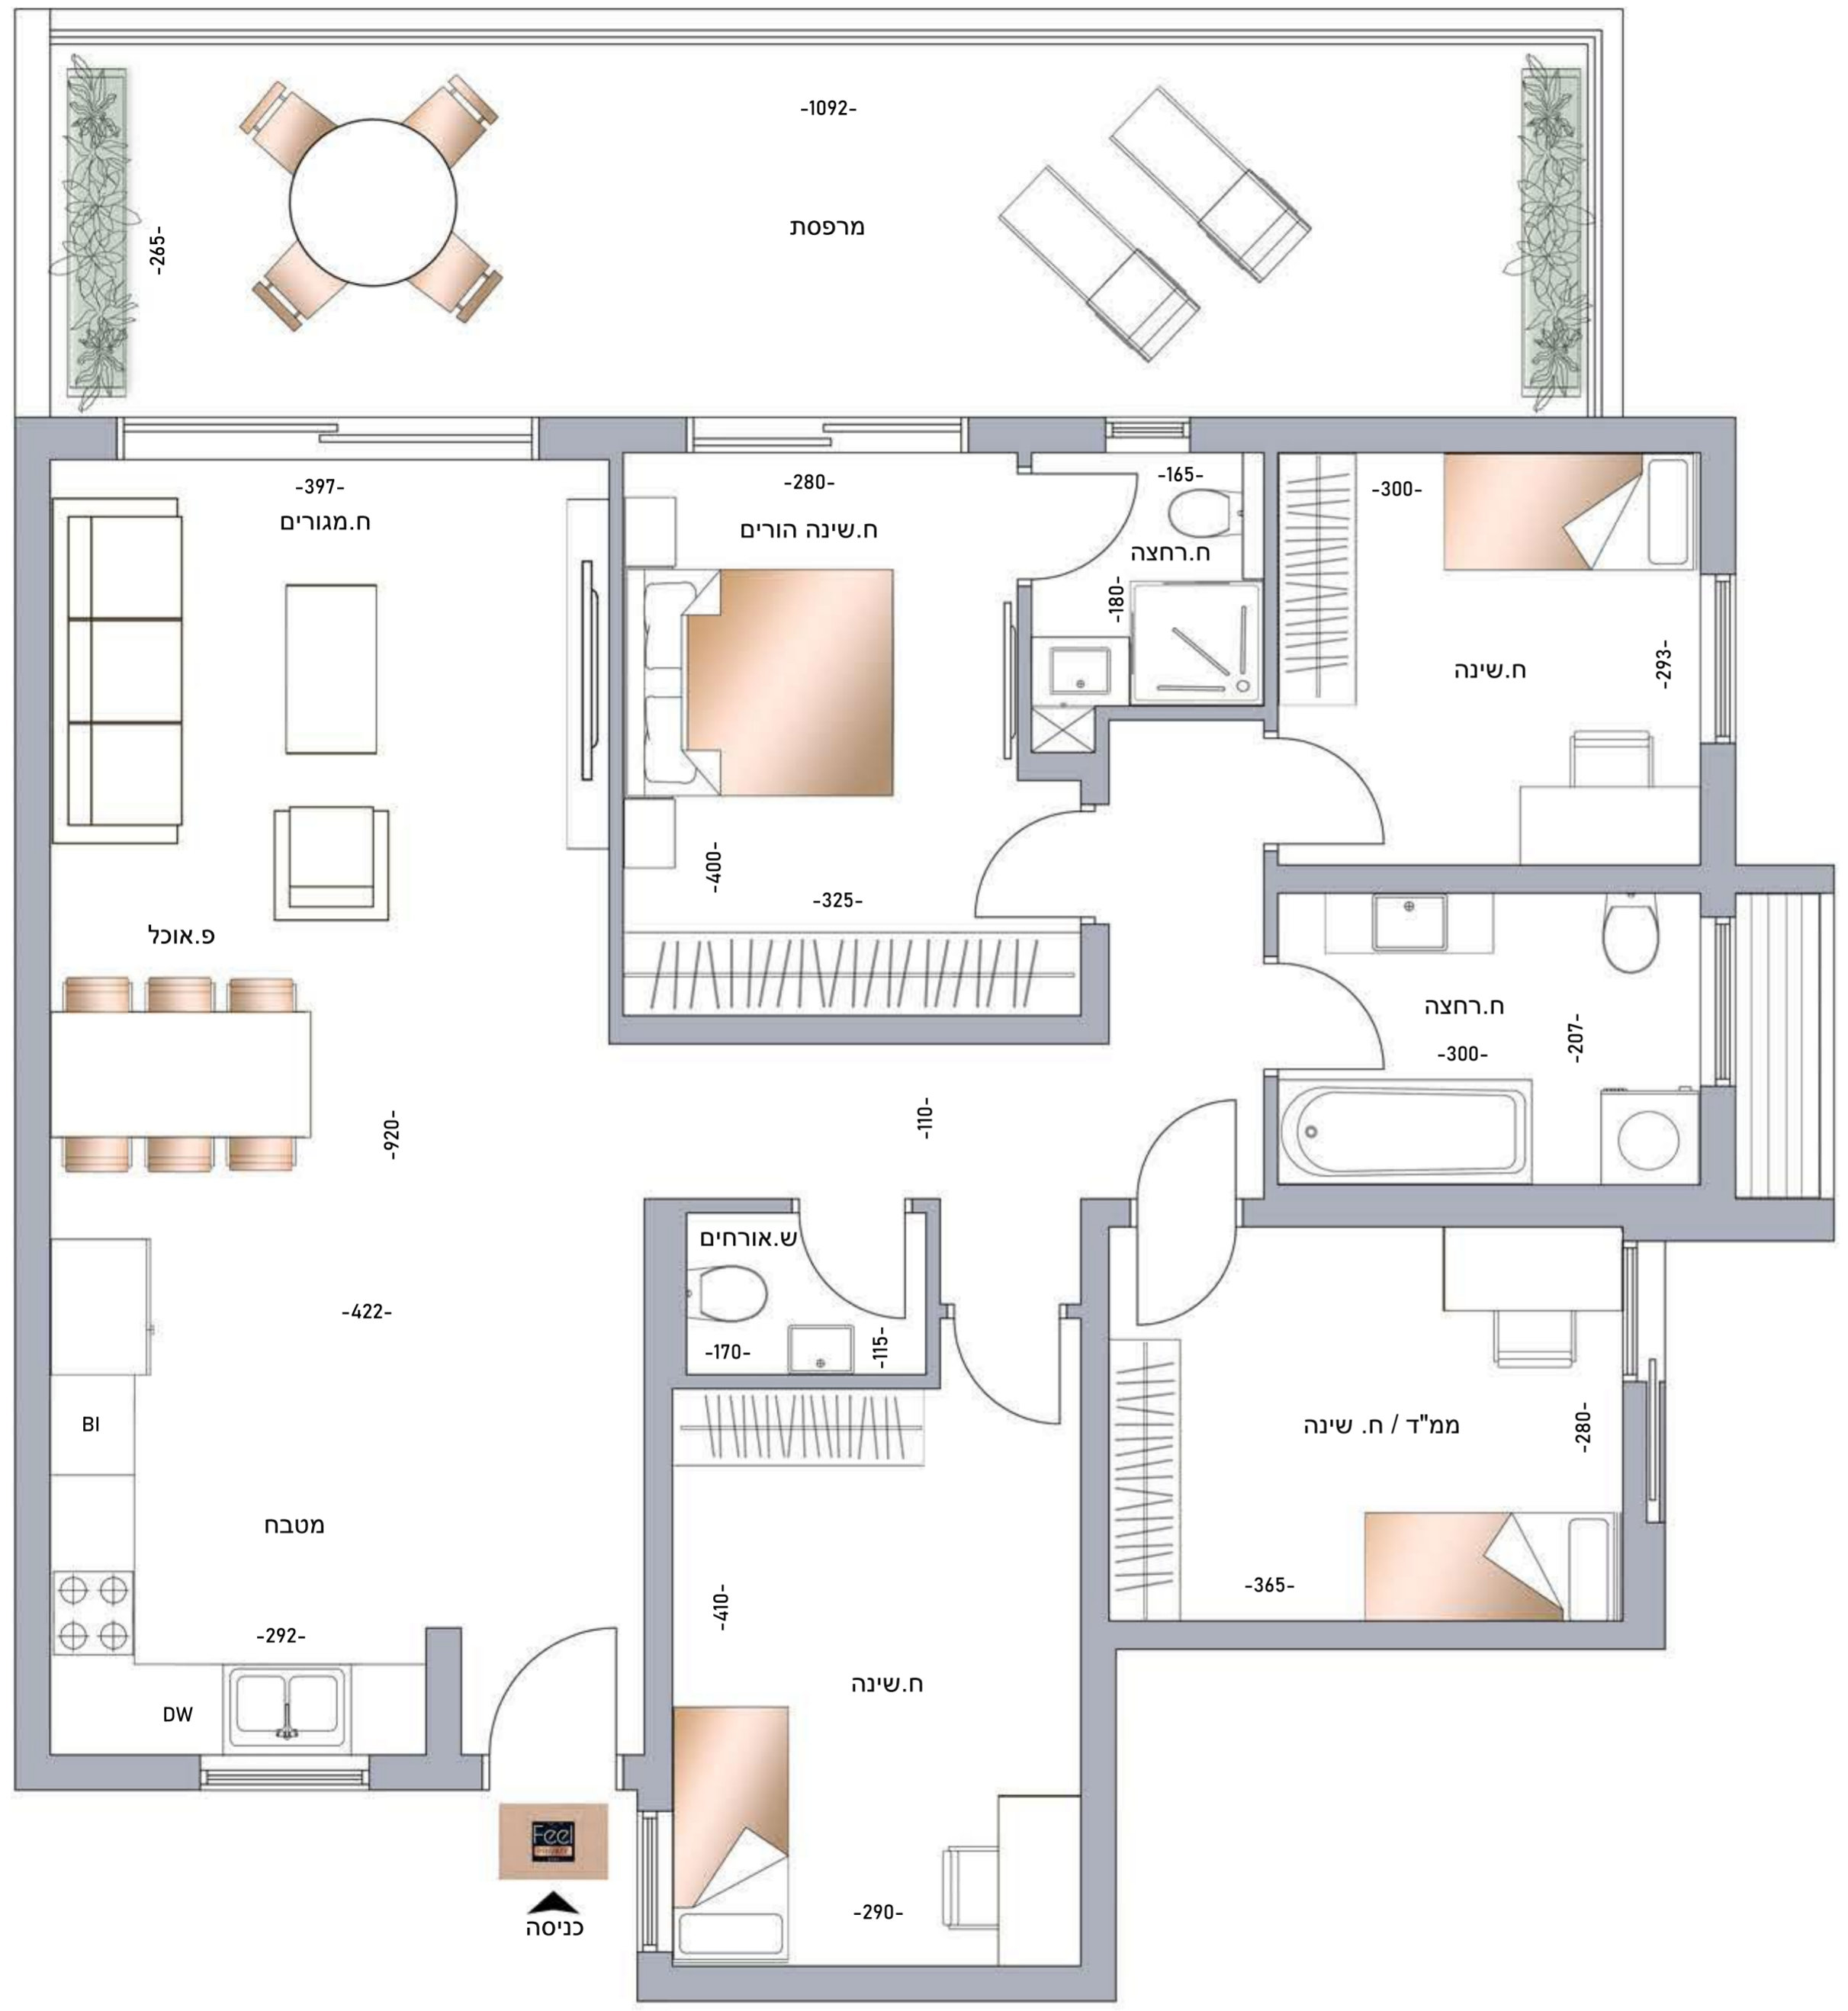 -1092-
מרפסת
-265-
-397-
ח.מגורים
-280-
ח.שינה הורים
-165-
ח.רחצה
-180-
-300-
ח.שינה
-293-
-400-
-325-
פ.אוכל
-920-
-110-
ח.רחצה
-300-
-207-
ש.אורחים
-170-
-115-
-422-
BI
מטבח
-292-
DW
ממ"ד / ח. שינה
-280-
-365-
-410-
ח.שינה
-290-
Feel
כניסה